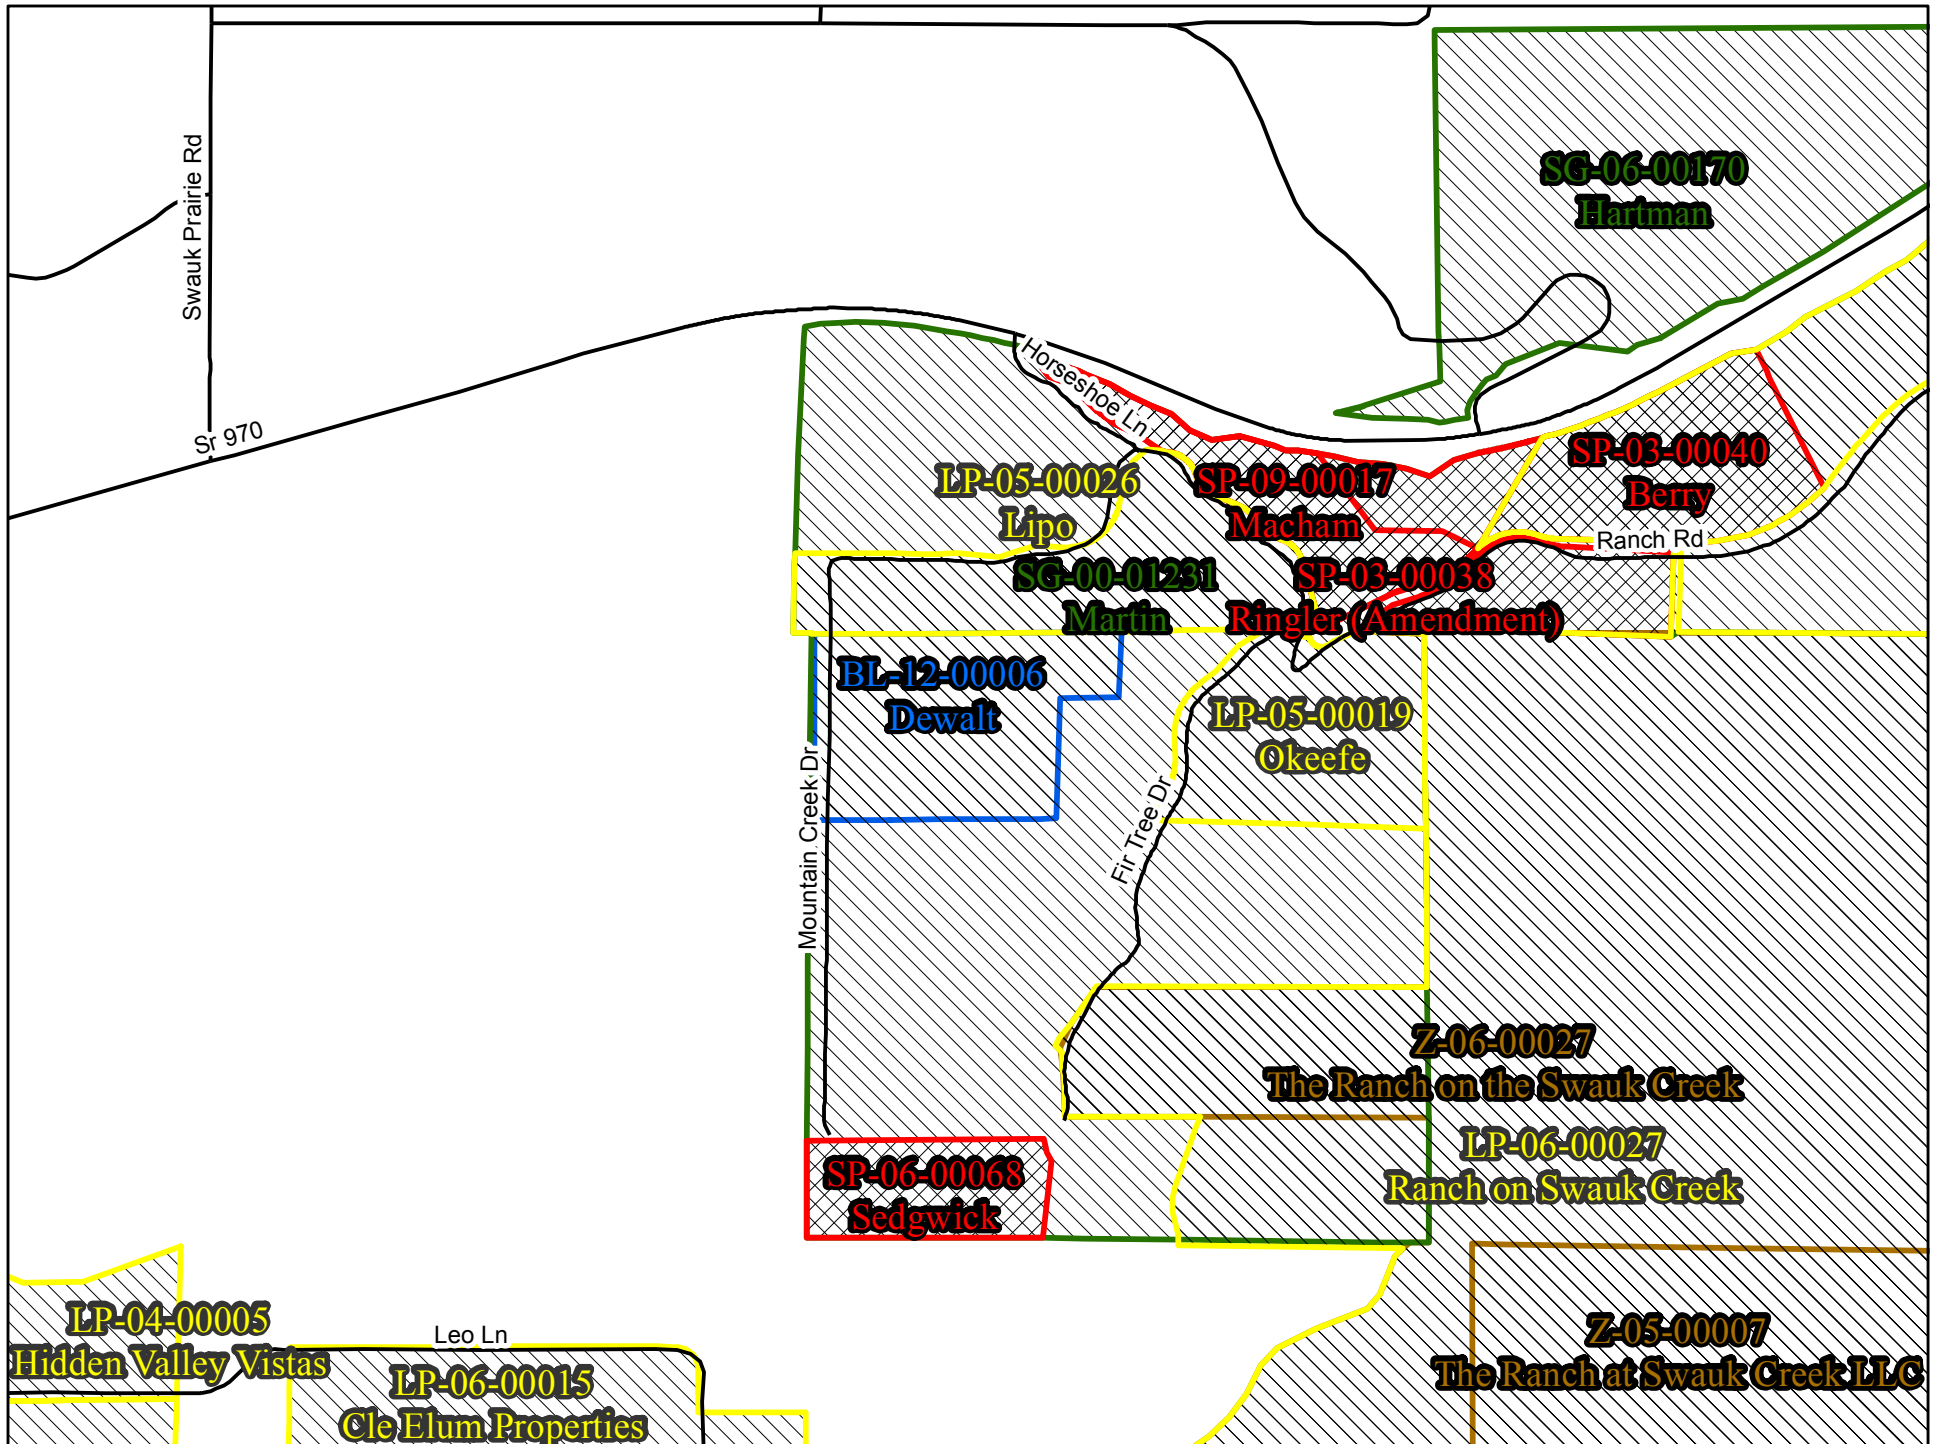 Swauk Prairie Rd
SG-06-00170
Hartman
Sr 970
Horseshoe Ln
LP-05-00026
Lipo
SP-09-00017
Macham
SP-03-00040
Berry
Ranch Rd
SG-00-01231
Martin
SP-03-00038
Ringler (Amendment)
BL-12-00006
Dewalt
LP-05-00019
Okeefe
Mountain Creek Dr
Fir Tree Dr
Z-06-00027
The Ranch on the Swauk Creek
LP-06-00027
Ranch on Swauk Creek
SP-06-00068
Sedgwick
LP-04-00005
Hidden Valley Vistas
Leo Ln
LP-06-00015
Cle Elum Properties
Z-05-00007
The Ranch at Swauk Creek LLC